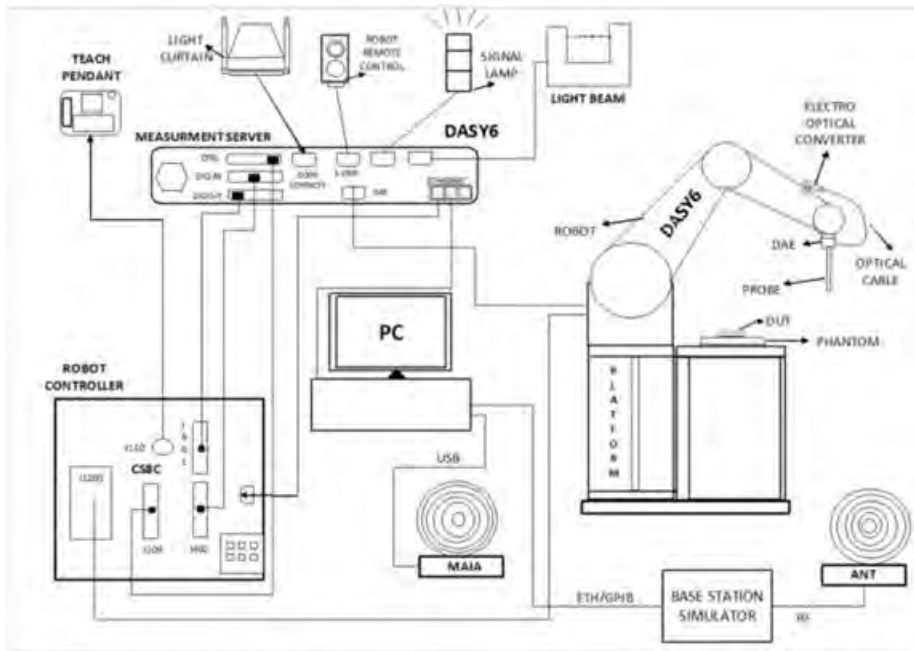 TEACH
PENDANT
LIGHT
CURTAIN
ROBOT
REMOTE
CONTROL
SIGNAL
LAMP
LIGHT BEAM
MEASURMENT SERVER
DASY6
ELECTRO
OPTICAL
CONVERTER
ROBOT
DASY6
DAE
OPTICAL
CABLE
PROBE
DUT
PHANTOM
PLATFORM
PC
ROBOT
CONTROLLER
CS8C
USB
MAIA
ETH/GPIB
BASE STATION
SIMULATOR
RF
ANT